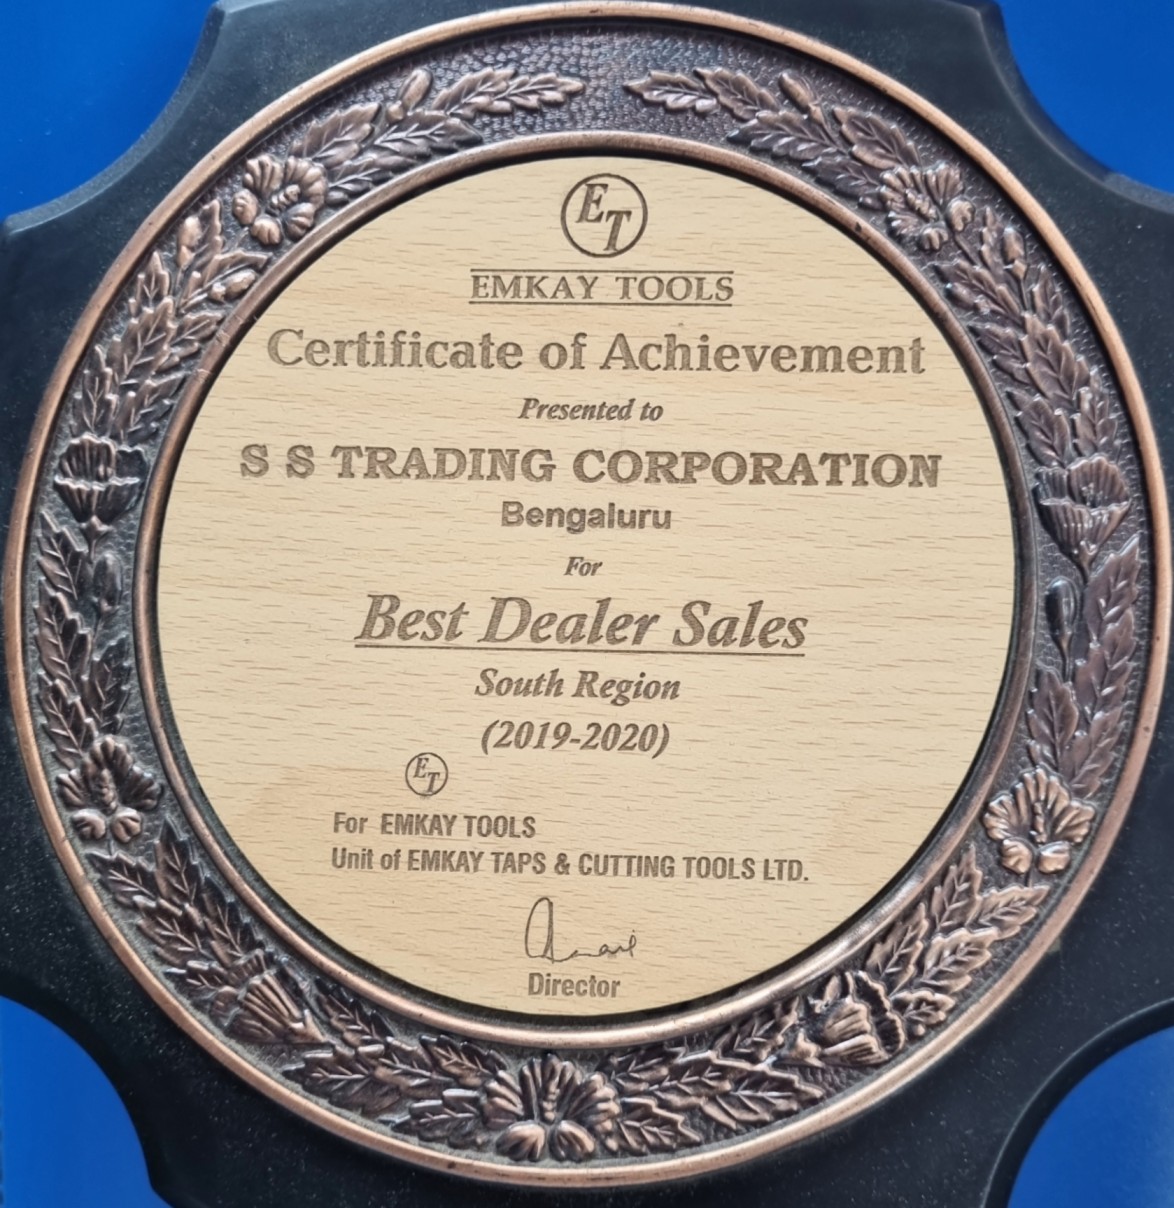 ET
EMKAY TOOLS
Certificate of Achievement
Presented to
S S TRADING CORPORATION
Bengaluru
For
Best Dealer Sales
South Region
(2019-2020)
ET
For EMKAY TOOLS
Unit of EMKAY TAPS & CUTTING TOOLS LTD.
Director